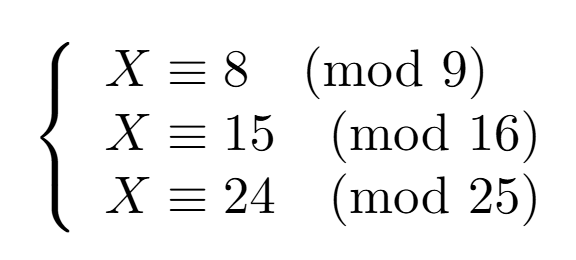 X ≡ 8 (mod 9)
X ≡ 15 (mod 16)
X ≡ 24 (mod 25)